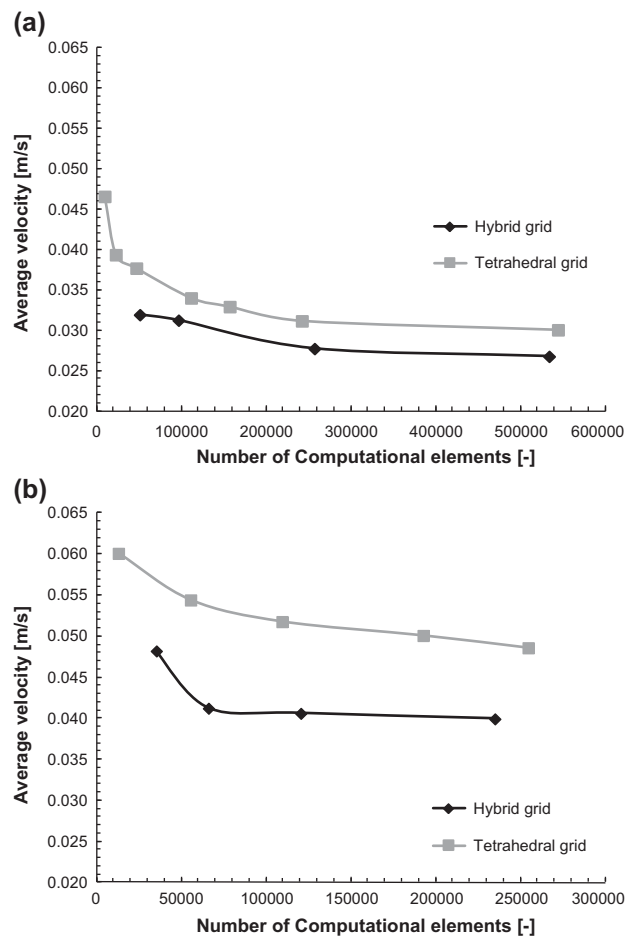 (a)
0.065
0.060
0.055
0.050
0.045
0.040
0.035
0.030
0.025
0.020
Average velocity [m/s]
Hybrid grid
Tetrahedral grid
0 100000 200000 300000 400000 500000 600000
Number of Computational elements [-]
(b)
0.065
0.060
0.055
0.050
0.045
0.040
0.035
0.030
0.025
0.020
Average velocity [m/s]
Hybrid grid
Tetrahedral grid
0 50000 100000 150000 200000 250000 300000
Number of Computational elements [-]